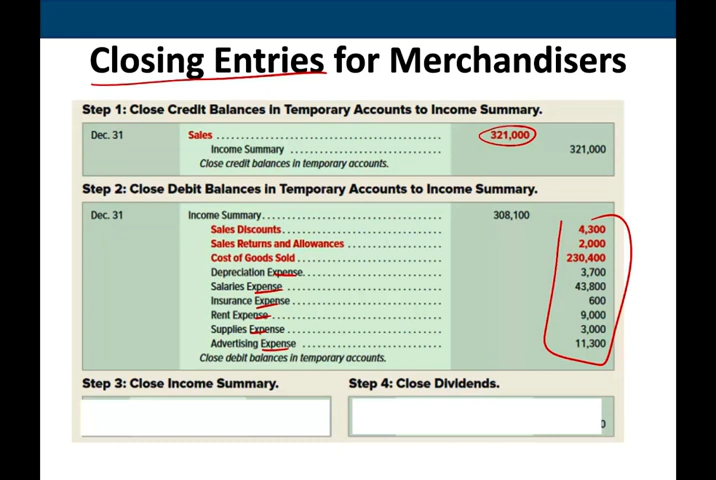 Closing Entries for Merchandisers
Step 1: Close Credit Balances in Temporary Accounts to Income Summary.
Dec. 31 Sales ........................................ 321,000
Income Summary ........................................ 321,000
Close credit balances in temporary accounts.
Step 2: Close Debit Balances in Temporary Accounts to Income Summary.
Dec. 31 Income Summary ........................................ 308,100
Sales Discounts ........................................ 4,300
Sales Returns and Allowances ........................................ 2,000
Cost of Goods Sold ........................................ 230,400
Depreciation Expense ........................................ 3,700
Salaries Expense ........................................ 43,800
Insurance Expense ........................................ 600
Rent Expense ........................................ 9,000
Supplies Expense ........................................ 3,000
Advertising Expense ........................................ 11,300
Close debit balances in temporary accounts.
Step 3: Close Income Summary. Step 4: Close Dividends.